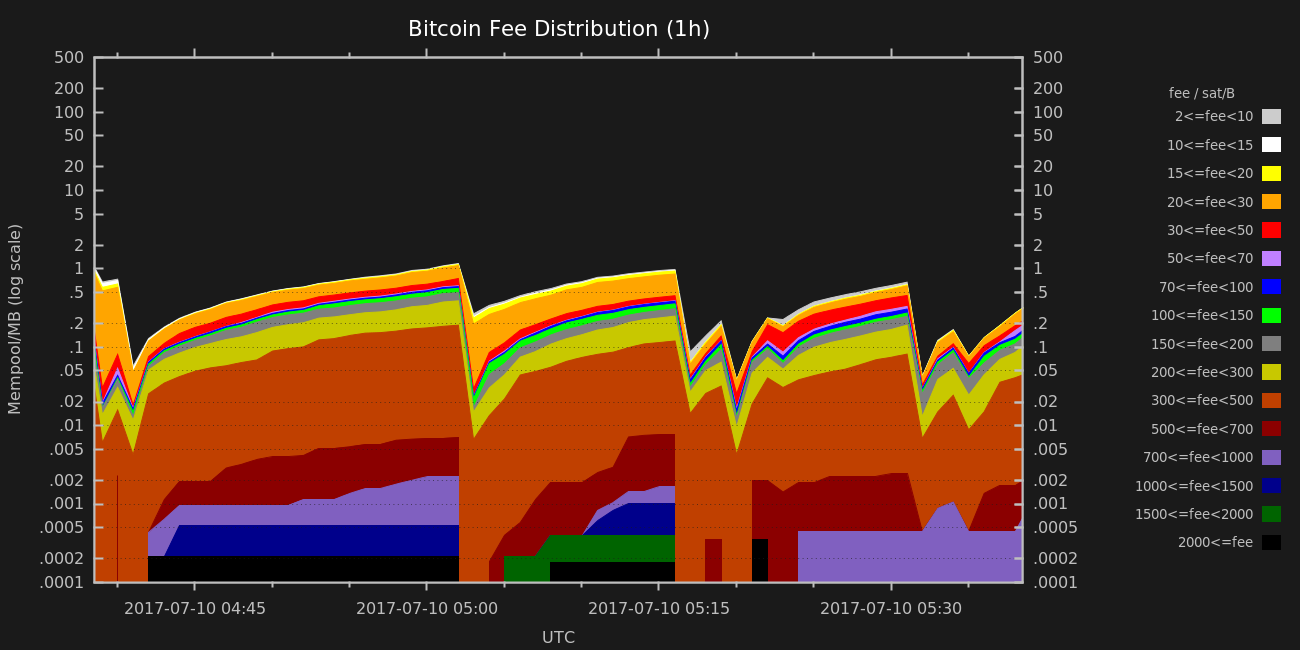 Bitcoin Fee Distribution (1h)
Mempool/MB (log scale)
500
200
100
50
20
10
5
2
1
.5
.2
.1
.05
.02
.01
.005
.002
.001
.0005
.0002
.0001
500
200
100
50
20
10
5
2
1
.5
.2
.1
.05
.02
.01
.005
.002
.001
.0005
.0002
.0001
2017-07-10 04:45
2017-07-10 05:00
2017-07-10 05:15
2017-07-10 05:30
UTC
fee / sat/B
2<=fee<10
10<=fee<15
15<=fee<20
20<=fee<30
30<=fee<50
50<=fee<70
70<=fee<100
100<=fee<150
150<=fee<200
200<=fee<300
300<=fee<500
500<=fee<700
700<=fee<1000
1000<=fee<1500
1500<=fee<2000
2000<=fee